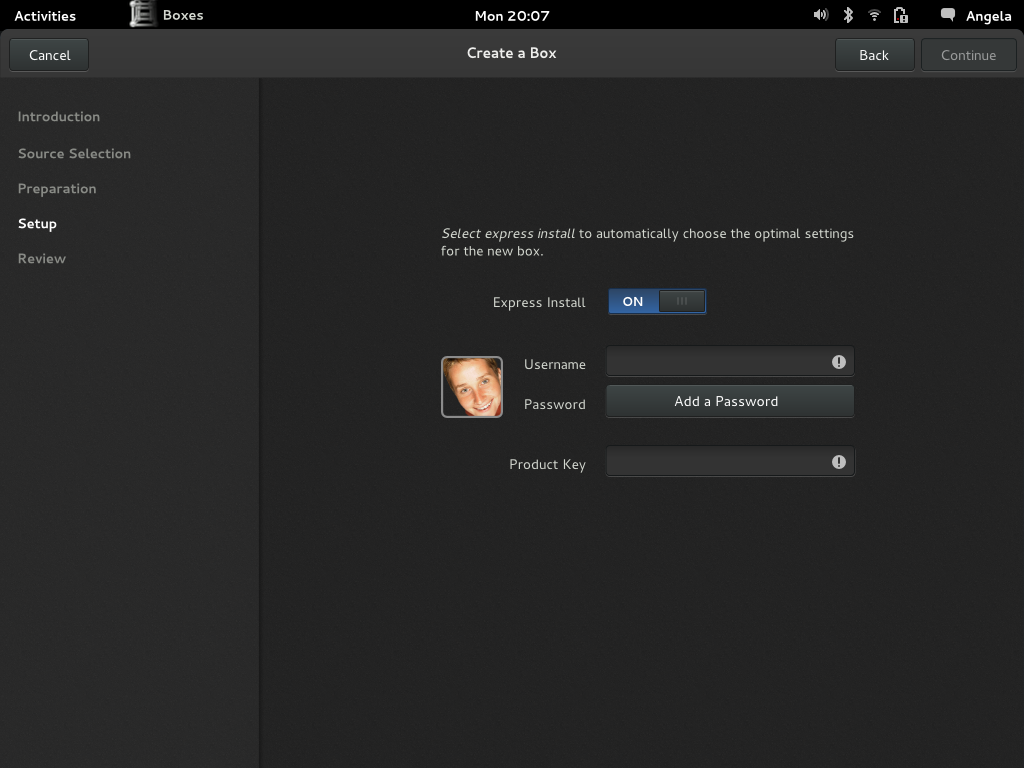 Activities
Boxes
Mon 20:07
Angela
Cancel
Create a Box
Back
Continue
Introduction
Source Selection
Preparation
Setup
Review
Select express install to automatically choose the optimal settings
for the new box.
Express Install
ON
Username
Password
Add a Password
Product Key